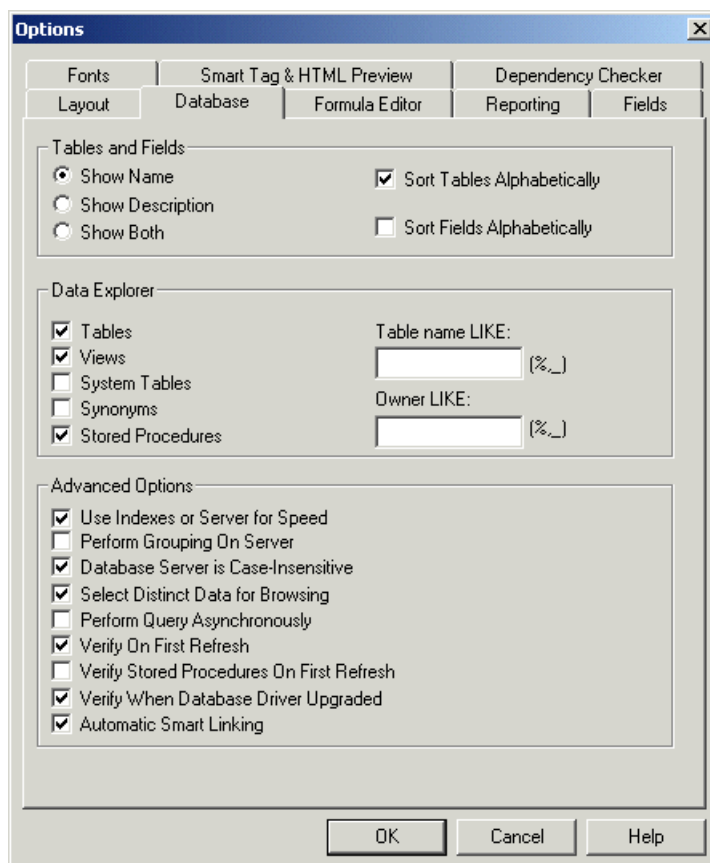 Options
Fonts Smart Tag & HTML Preview Dependency Checker
Layout Database Formula Editor Reporting Fields
Tables and Fields
Show Name
Show Description
Show Both
Sort Tables Alphabetically
Sort Fields Alphabetically
Data Explorer
Tables
Views
System Tables
Synonyms
Stored Procedures
Table name LIKE:
(%,_)
Owner LIKE:
(%,_)
Advanced Options
Use Indexes or Server for Speed
Perform Grouping On Server
Database Server is Case-Insensitive
Select Distinct Data for Browsing
Perform Query Asynchronously
Verify On First Refresh
Verify Stored Procedures On First Refresh
Verify When Database Driver Upgraded
Automatic Smart Linking
OK Cancel Help